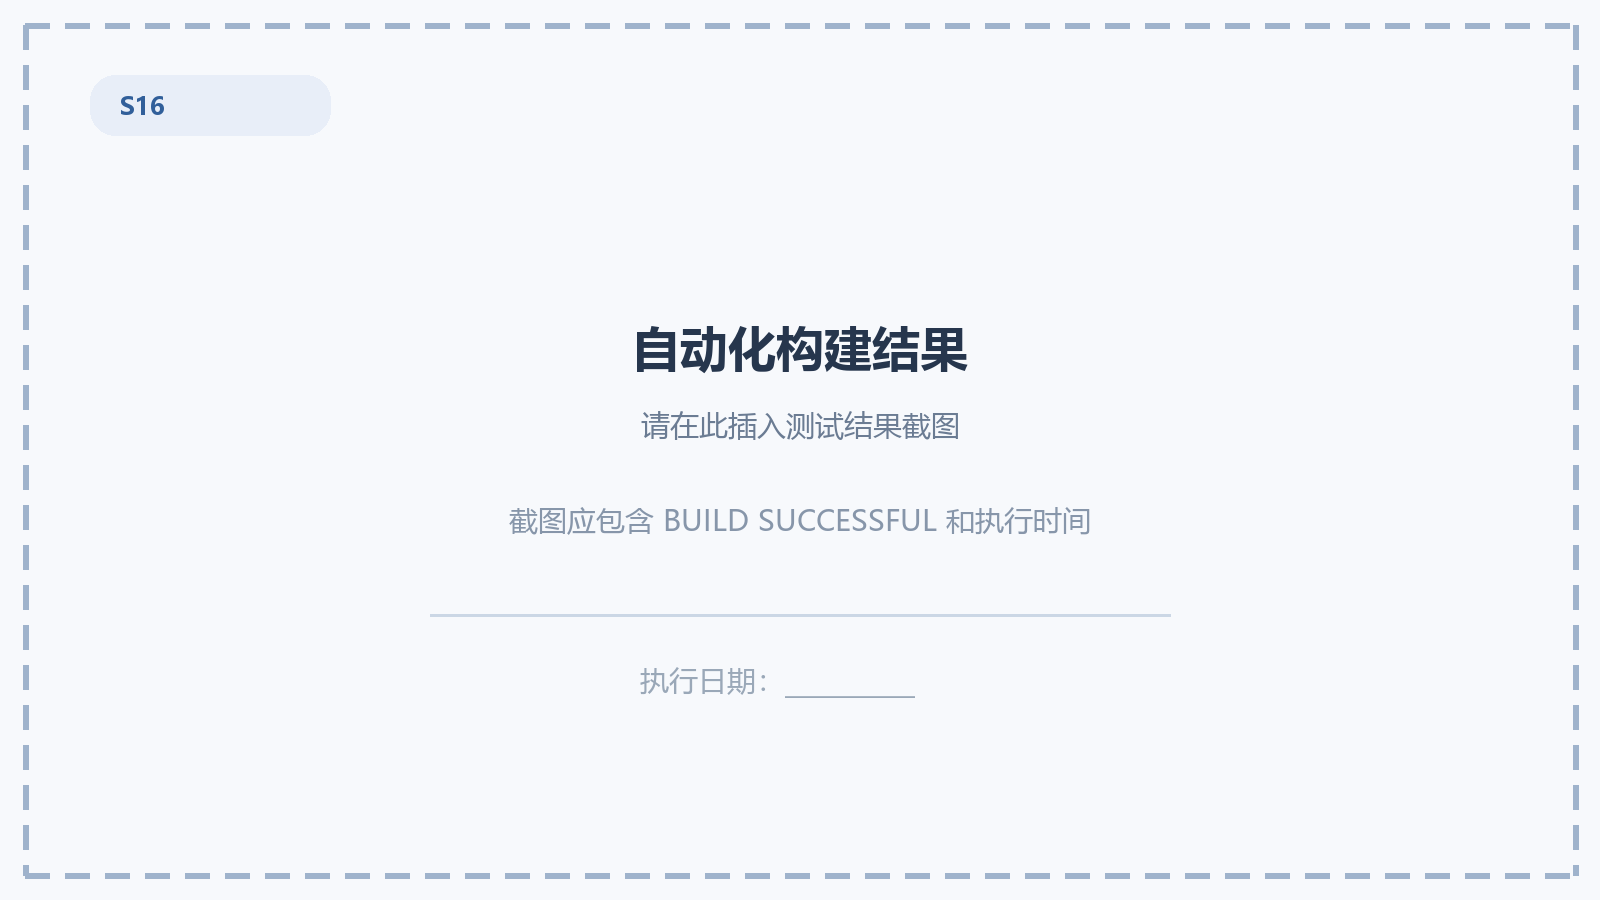 S16
自动化构建结果
请在此插入测试结果截图
截图应包含 BUILD SUCCESSFUL 和执行时间
执行日期：__________